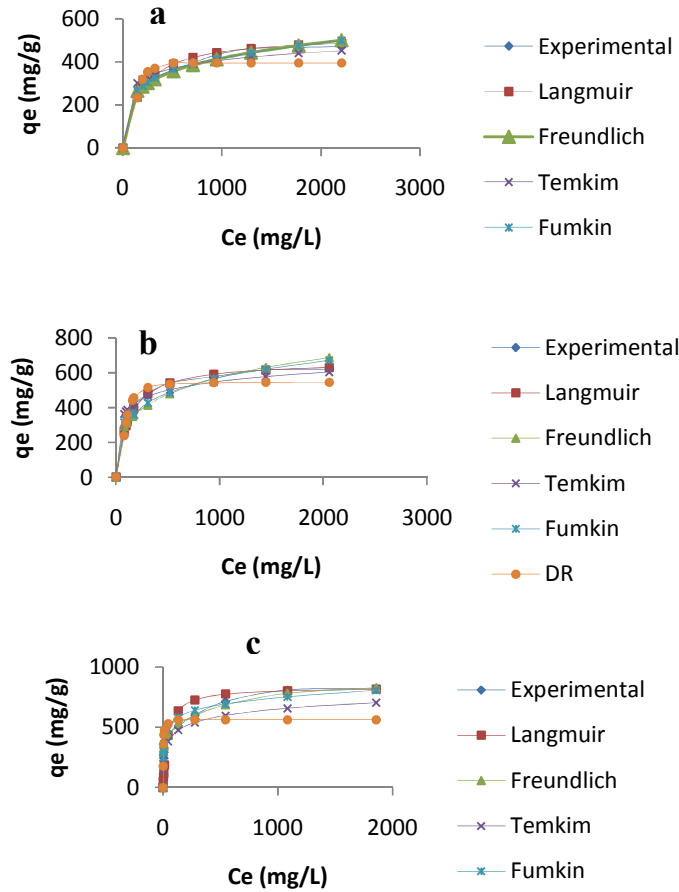 a
qe (mg/g)
600
400
200
0
0 1000 2000 3000
Ce (mg/L)
Experimental
Langmuir
Freundlich
Temkim
Fumkin
b
qe (mg/g)
800
600
400
200
0
0 1000 2000 3000
Ce (mg/L)
Experimental
Langmuir
Freundlich
Temkim
Fumkin
DR
c
qe (mg/g)
1000
500
0
0 1000 2000
Ce (mg/L)
Experimental
Langmuir
Freundlich
Temkim
Fumkin